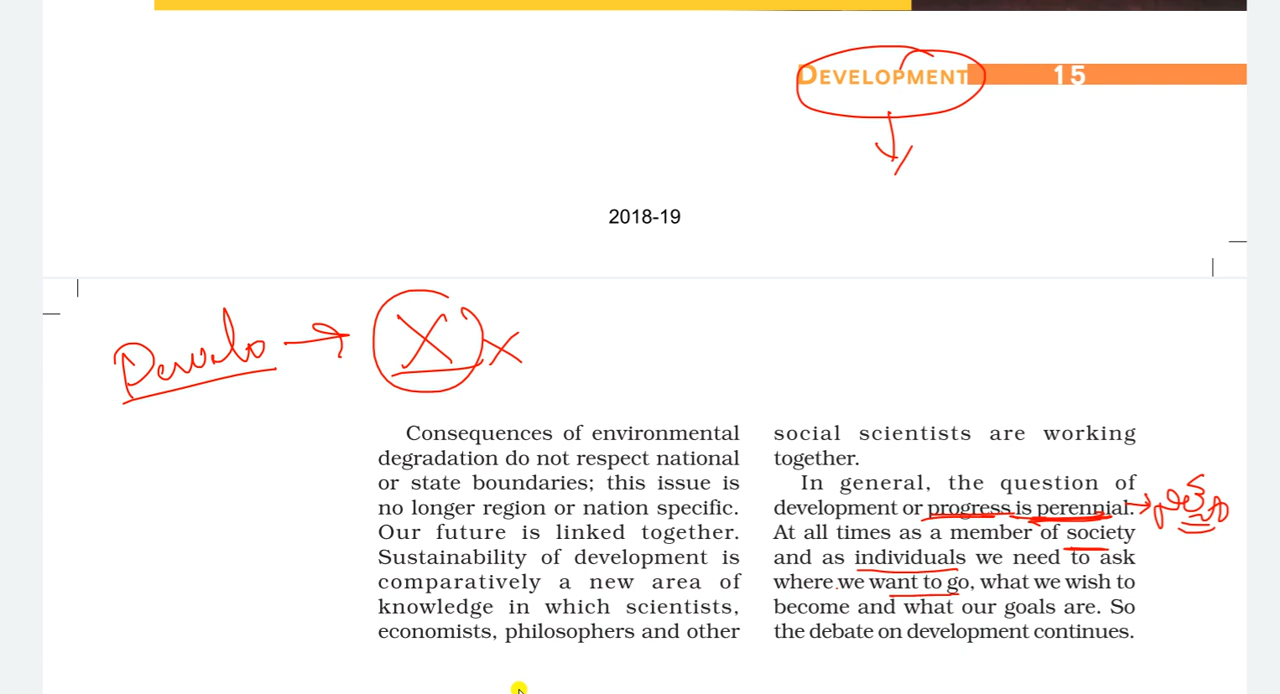 DEVELOPMENT 15
2018-19
X x
Consequences of environmental
degradation do not respect national
or state boundaries; this issue is
no longer region or nation specific.
Our future is linked together.
Sustainability of development is
comparatively a new area of
knowledge in which scientists,
economists, philosophers and other
social scientists are working
together.
In general, the question of
development or progress is perennial.
At all times as a member of society
and as individuals we need to ask
where we want to go, what we wish to
become and what our goals are. So
the debate on development continues.